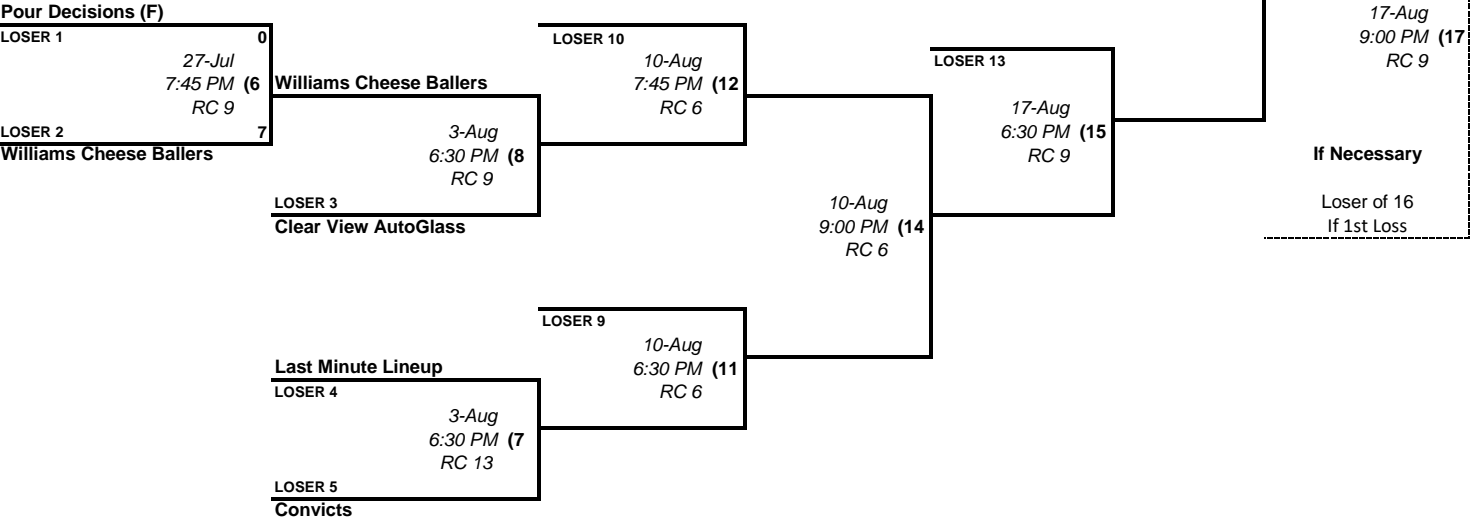 Pour Decisions (F)
LOSER 1 0
27-Jul
7:45 PM (6
RC 9
LOSER 2 7
Williams Cheese Ballers
Williams Cheese Ballers
3-Aug
6:30 PM (8
RC 9
LOSER 3
Clear View AutoGlass
Last Minute Lineup
LOSER 4
3-Aug
6:30 PM (7
RC 13
LOSER 5
Convicts
LOSER 10
10-Aug
7:45 PM (12
RC 6
LOSER 9
10-Aug
6:30 PM (11
RC 6
10-Aug
9:00 PM (14
RC 6
LOSER 13
17-Aug
6:30 PM (15
RC 9
17-Aug
9:00 PM (17
RC 9
If Necessary
Loser of 16
If 1st Loss